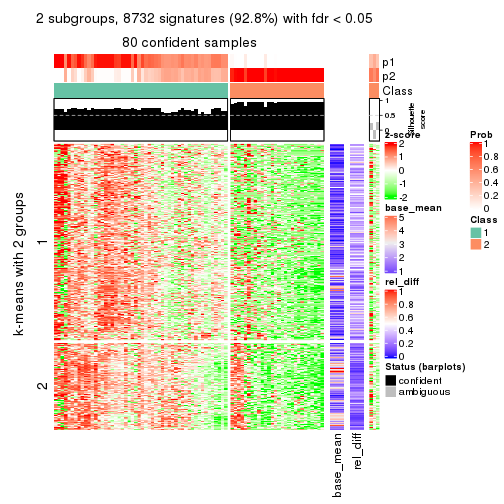 2 subgroups, 8732 signatures (92.8%) with fdr < 0.05
80 confident samples
p1
p2
Class
1
0.5
0
Silhouette
score
k-means with 2 groups
1
2
base_mean
rel_diff
z-score
2
1
0
-1
-2
base_mean
5
4
3
2
1
rel_diff
1
0.8
0.6
0.4
0.2
0
Status (barplots)
confident
ambiguous
Prob
1
0.8
0.6
0.4
0.2
0
Class
1
2